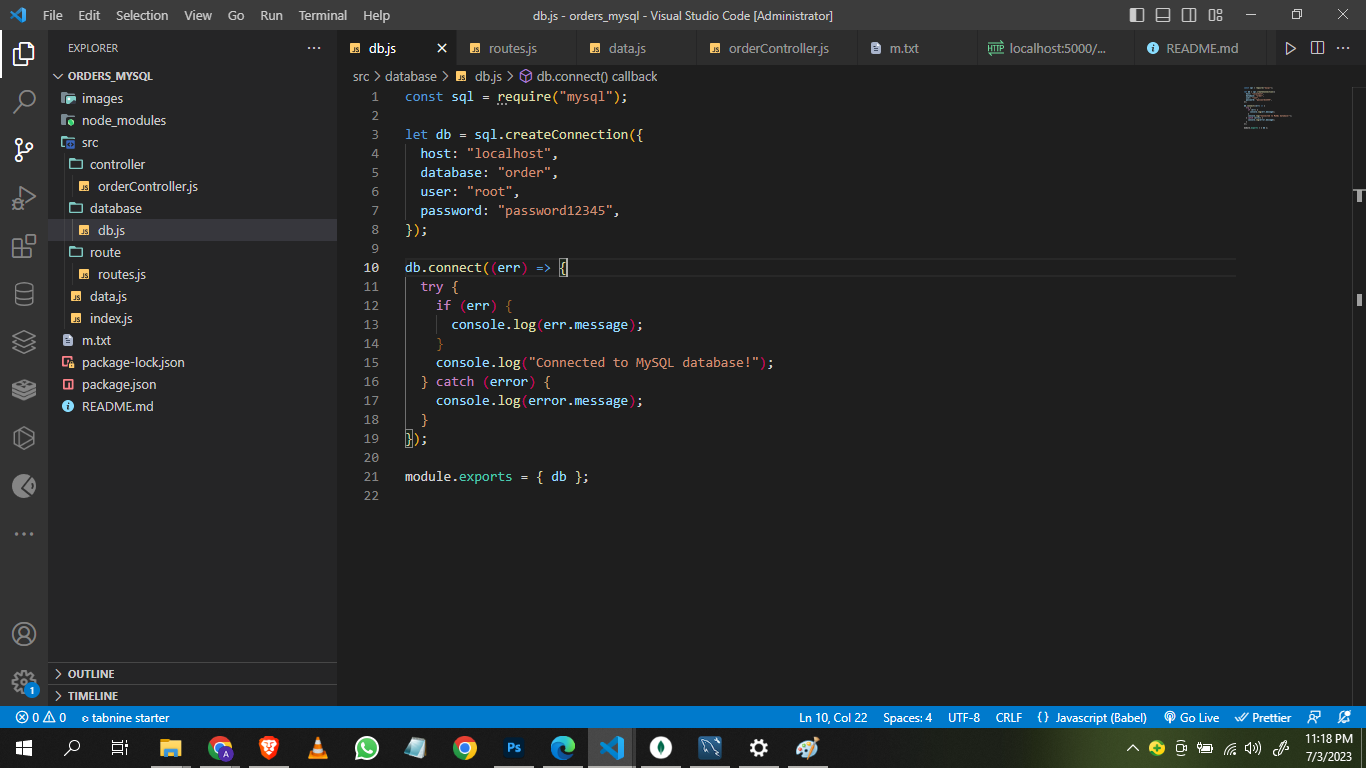 File Edit Selection View Go Run Terminal Help db.js - orders_mysql - Visual Studio Code [Administrator]
EXPLORER
ORDERS_MYSQL
images
node_modules
src
controller
orderController.js
database
db.js
route
routes.js
data.js
index.js
m.txt
package-lock.json
package.json
README.md
OUTLINE
TIMELINE
db.js routes.js data.js orderController.js m.txt localhost:5000/... README.md
src > database > db.js > db.connect() callback
1 const sql = require("mysql");
2
3 let db = sql.createConnection({
4 host: "localhost",
5 database: "order",
6 user: "root",
7 password: "password12345",
8 });
9
10 db.connect((err) => {
11 try {
12 if (err) {
13 console.log(err.message);
14 }
15 console.log("Connected to MySQL database!");
16 } catch (error) {
17 console.log(error.message);
18 }
19 });
20
21 module.exports = { db };
22
1
0 0 tabnine starter Ln 10, Col 22 Spaces: 4 UTF-8 CRLF {} Javascript (Babel) Go Live Prettier
A Ps
11:18 PM
7/3/2023